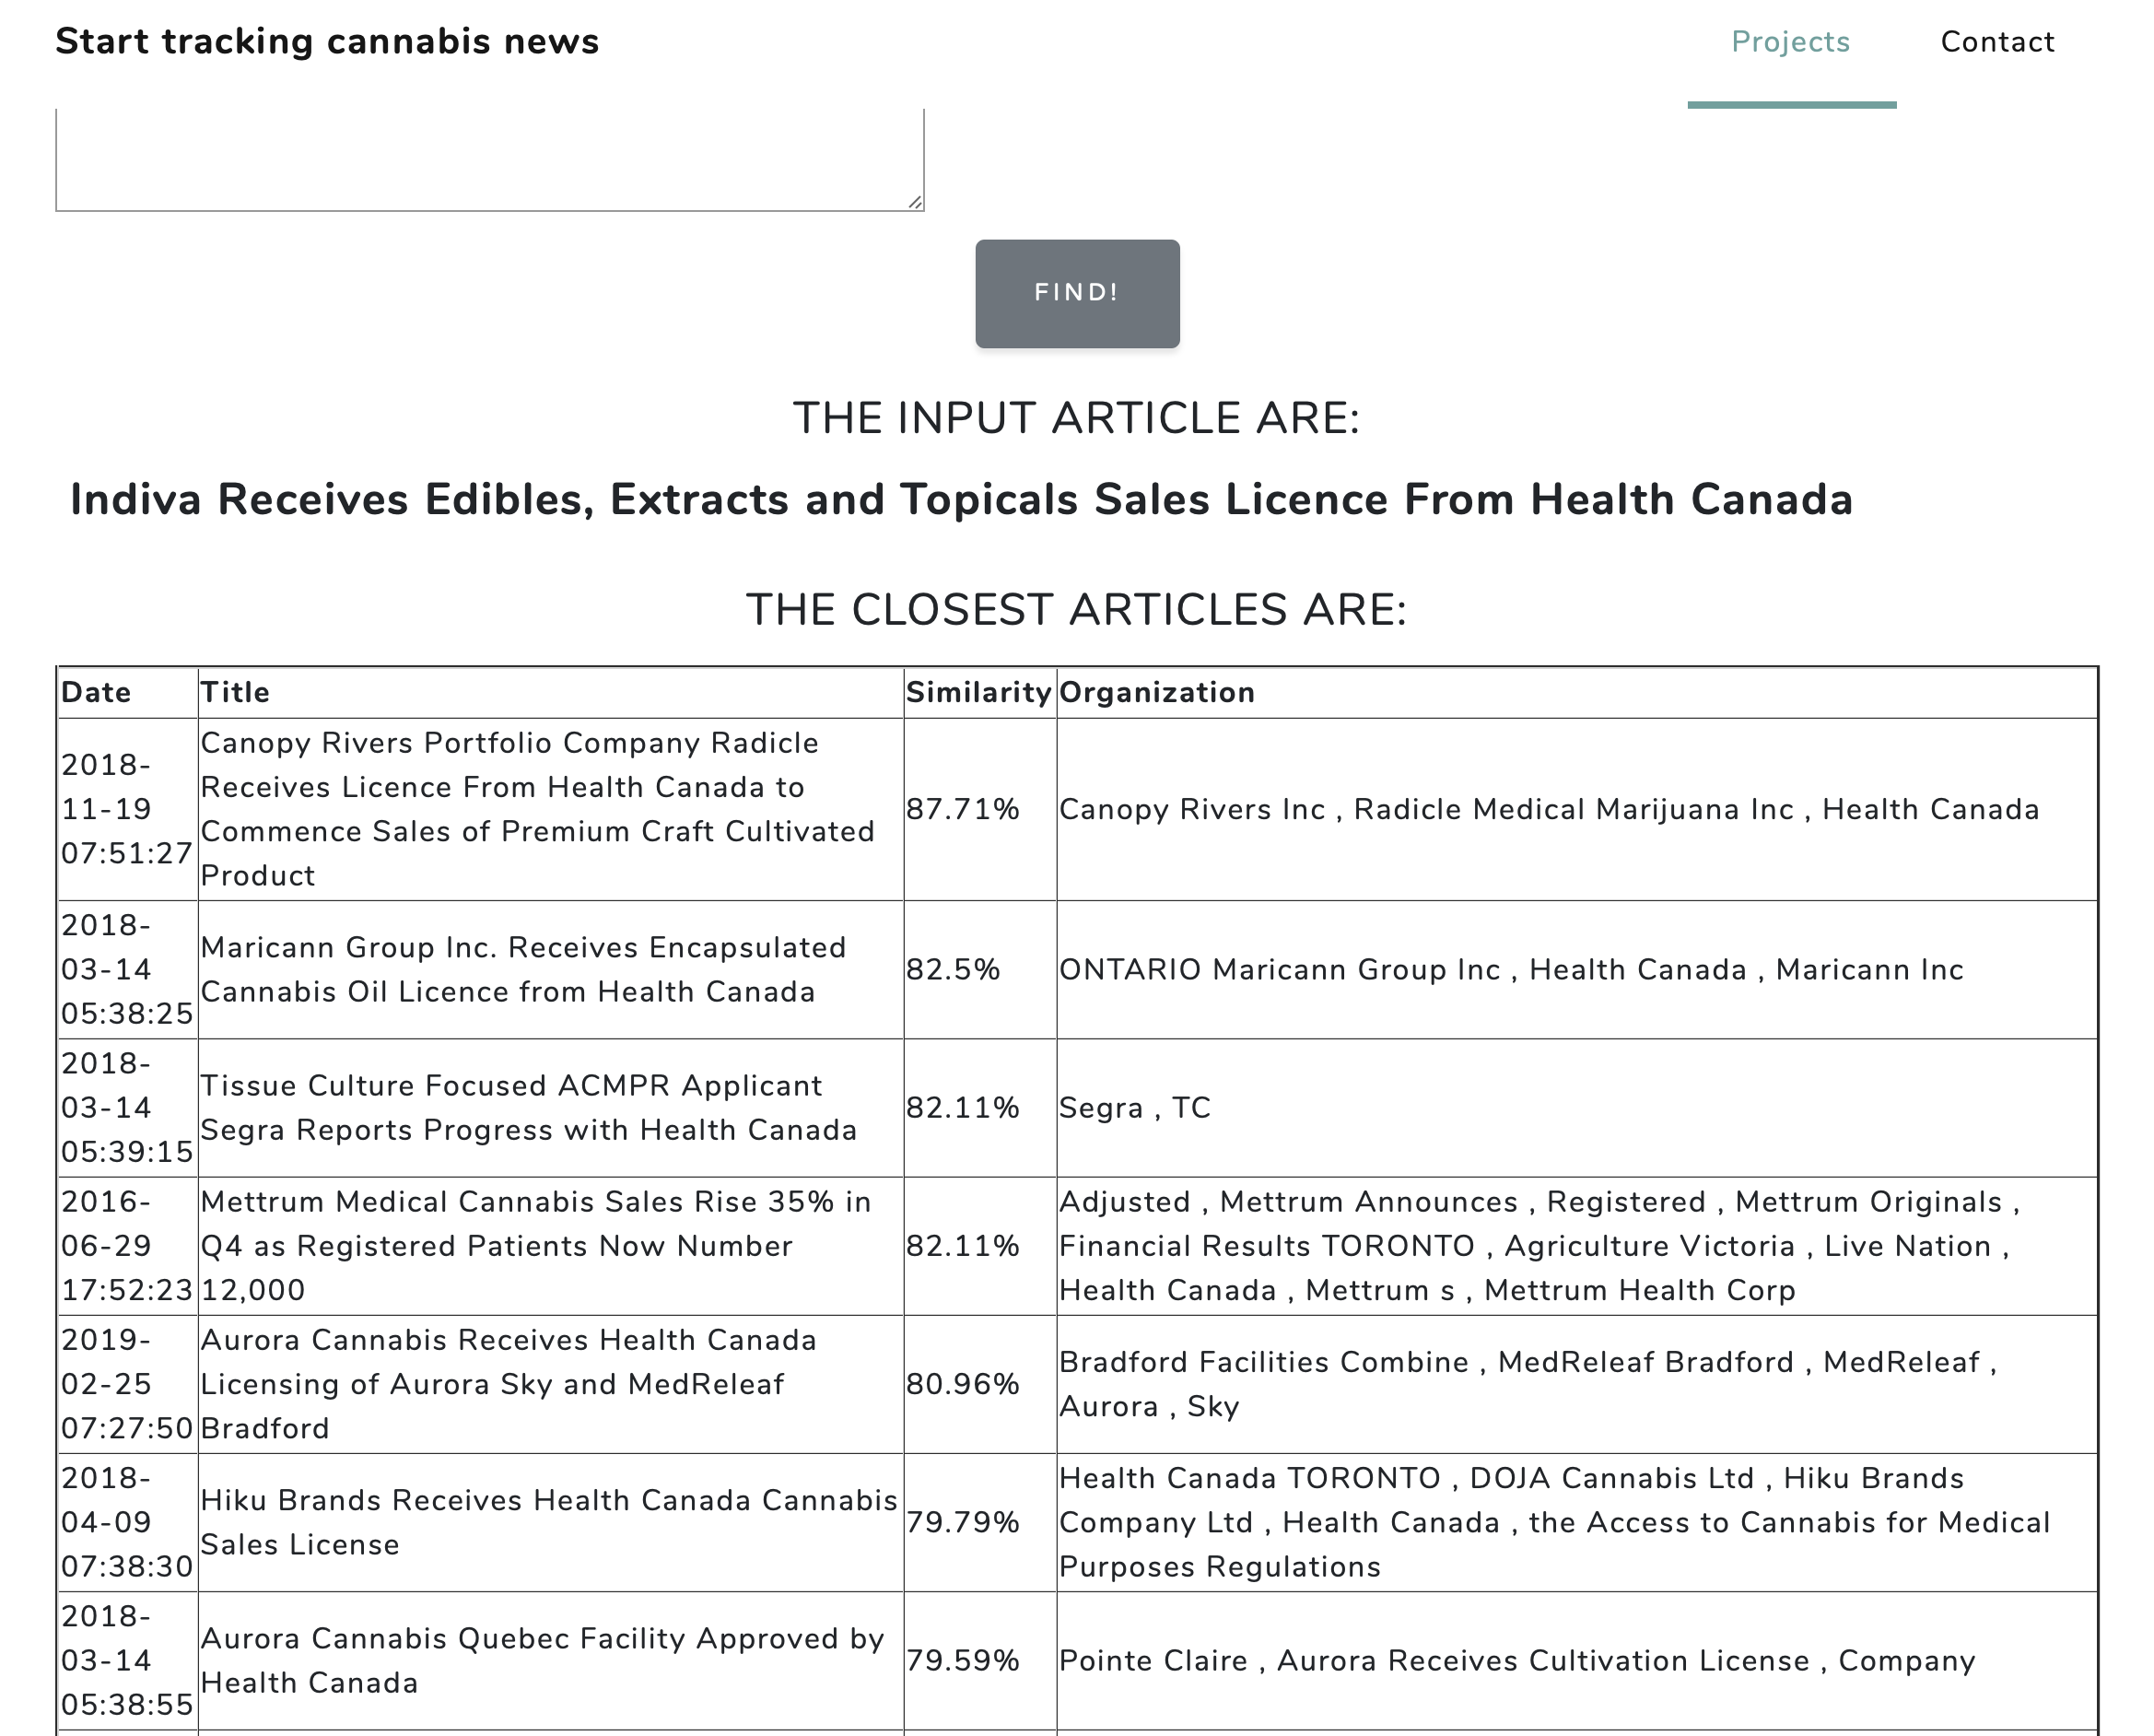 Start tracking cannabis news
Projects
Contact
FIND!
THE INPUT ARTICLE ARE:
Indiva Receives Edibles, Extracts and Topicals Sales Licence From Health Canada
THE CLOSEST ARTICLES ARE:
Date
Title
Similarity
Organization
2018-
11-19
07:51:27
Canopy Rivers Portfolio Company Radicle
Receives Licence From Health Canada to
Commence Sales of Premium Craft Cultivated
Product
87.71%
Canopy Rivers Inc , Radicle Medical Marijuana Inc , Health Canada
2018-
03-14
05:38:25
Maricann Group Inc. Receives Encapsulated
Cannabis Oil Licence from Health Canada
82.5%
ONTARIO Maricann Group Inc , Health Canada , Maricann Inc
2018-
03-14
05:39:15
Tissue Culture Focused ACMPR Applicant
Segra Reports Progress with Health Canada
82.11%
Segra , TC
2016-
06-29
17:52:23
Mettrum Medical Cannabis Sales Rise 35% in
Q4 as Registered Patients Now Number
12,000
82.11%
Adjusted , Mettrum Announces , Registered , Mettrum Originals ,
Financial Results TORONTO , Agriculture Victoria , Live Nation ,
Health Canada , Mettrum s , Mettrum Health Corp
2019-
02-25
07:27:50
Aurora Cannabis Receives Health Canada
Licensing of Aurora Sky and MedReleaf
Bradford
80.96%
Bradford Facilities Combine , MedReleaf Bradford , MedReleaf ,
Aurora , Sky
2018-
04-09
07:38:30
Hiku Brands Receives Health Canada Cannabis
Sales License
79.79%
Health Canada TORONTO , DOJA Cannabis Ltd , Hiku Brands
Company Ltd , Health Canada , the Access to Cannabis for Medical
Purposes Regulations
2018-
03-14
05:38:55
Aurora Cannabis Quebec Facility Approved by
Health Canada
79.59%
Pointe Claire , Aurora Receives Cultivation License , Company